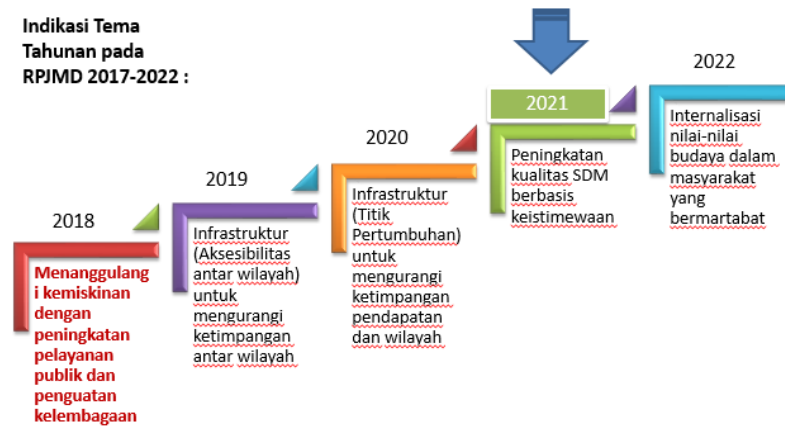 Indikasi Tema
Tahunan pada
RPJMD 2017-2022 :
2018
Menanggulang
i kemiskinan
dengan
peningkatan
pelayanan
publik dan
penguatan
kelembagaan
2019
Infrastruktur
(Aksesibilitas
antar wilayah)
untuk
mengurangi
ketimpangan
antar wilayah
2020
Infrastruktur
(Titik
Pertumbuhan)
untuk
mengurangi
ketimpangan
pendapatan
dan wilayah
2021
Peningkatan
kualitas SDM
berbasis
keistimewaan
2022
Internalisasi
nilai-nilai
budaya dalam
masyarakat
yang
bermartabat